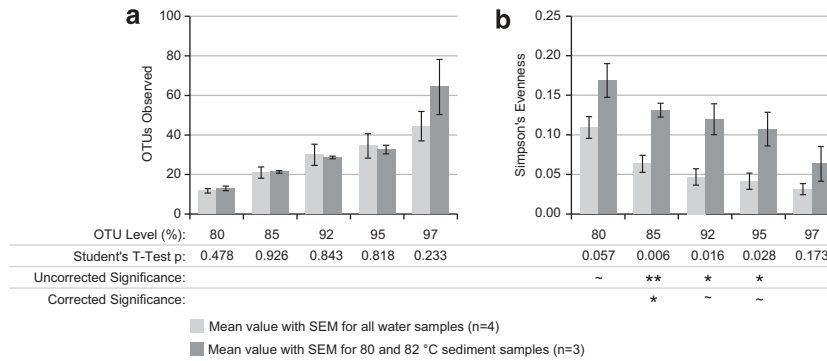 a
b
100
80
60
40
20
0
OTUs Observed
0.25
0.20
0.15
0.10
0.05
0.00
Simpson's Evenness
OTU Level (%): 80 85 92 95 97 80 85 92 95 97
Student's T-Test p: 0.478 0.926 0.843 0.818 0.233 0.057 0.006 0.016 0.028 0.173
Uncorrected Significance: ~ ** * *
Corrected Significance: * ~ ~
Mean value with SEM for all water samples (n=4)
Mean value with SEM for 80 and 82 °C sediment samples (n=3)